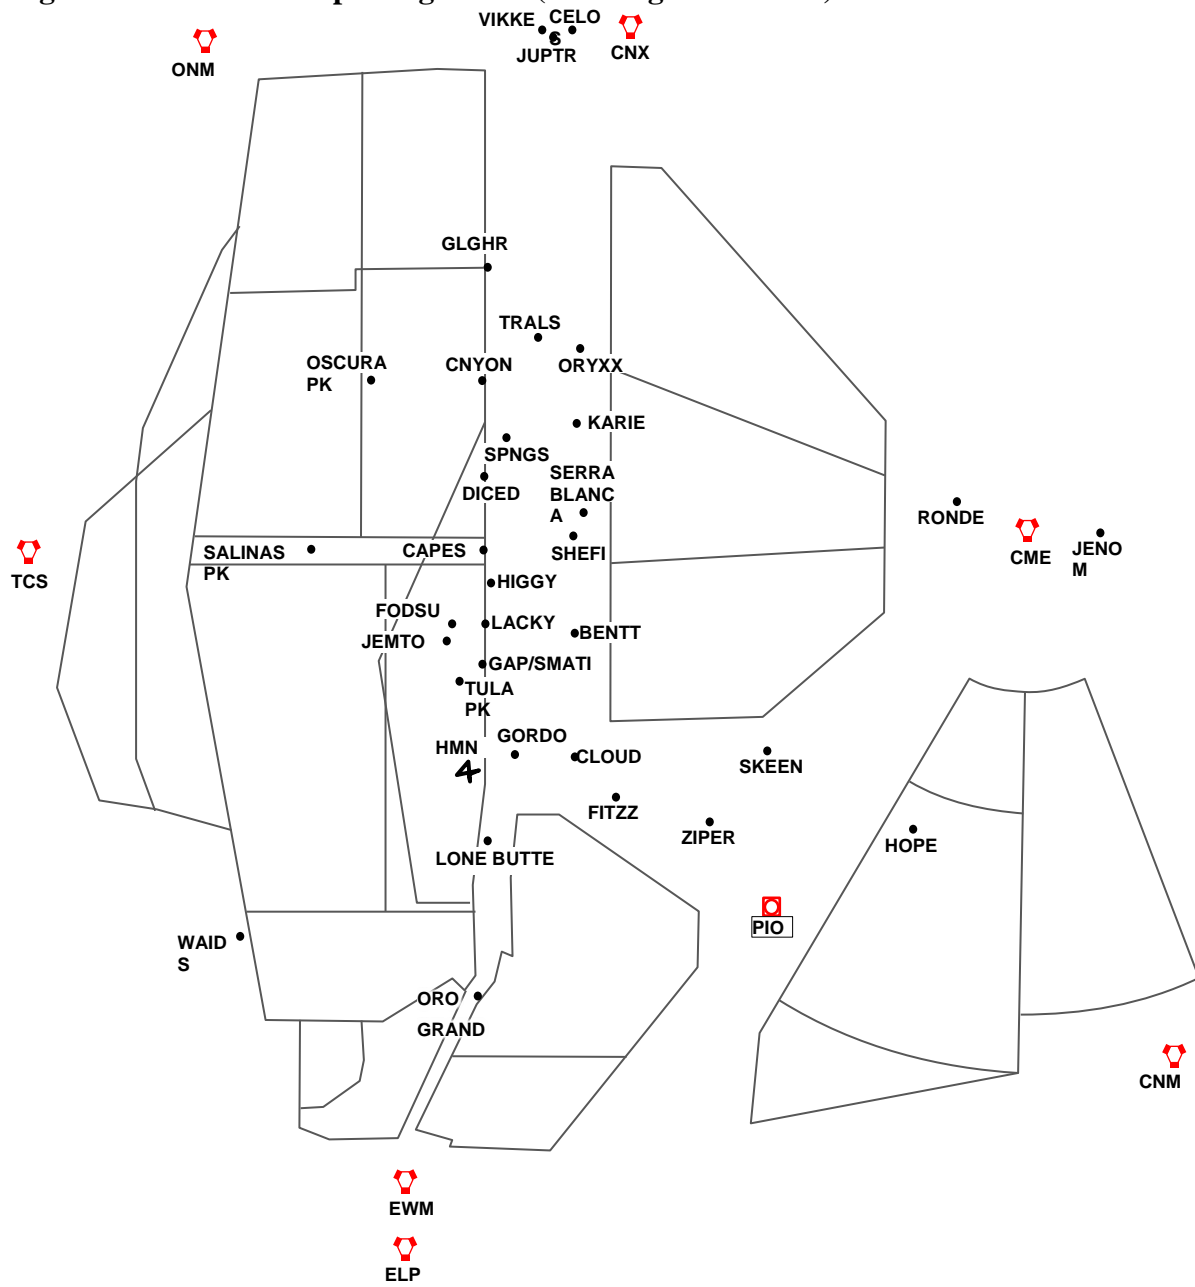 VIKKE
CELO
S
JUPTR
CNX
ONM
GLGHR
TRALS
OSCURA
PK
CNYON
ORYXX
KARIE
SPNGS
SERRA
BLANC
A
DICED
RONDE
SALINAS
PK
CAPES
SHEFI
CME
JENO
M
TCS
HIGGY
FODSU
LACKY
JEMTO
BENTT
GAP/SMATI
TULA
PK
HMN
GORDO
CLOUD
SKEEN
FITZZ
ZIPER
HOPE
LONE BUTTE
PIO
WAID
S
ORO
GRAND
CNM
EWM
ELP